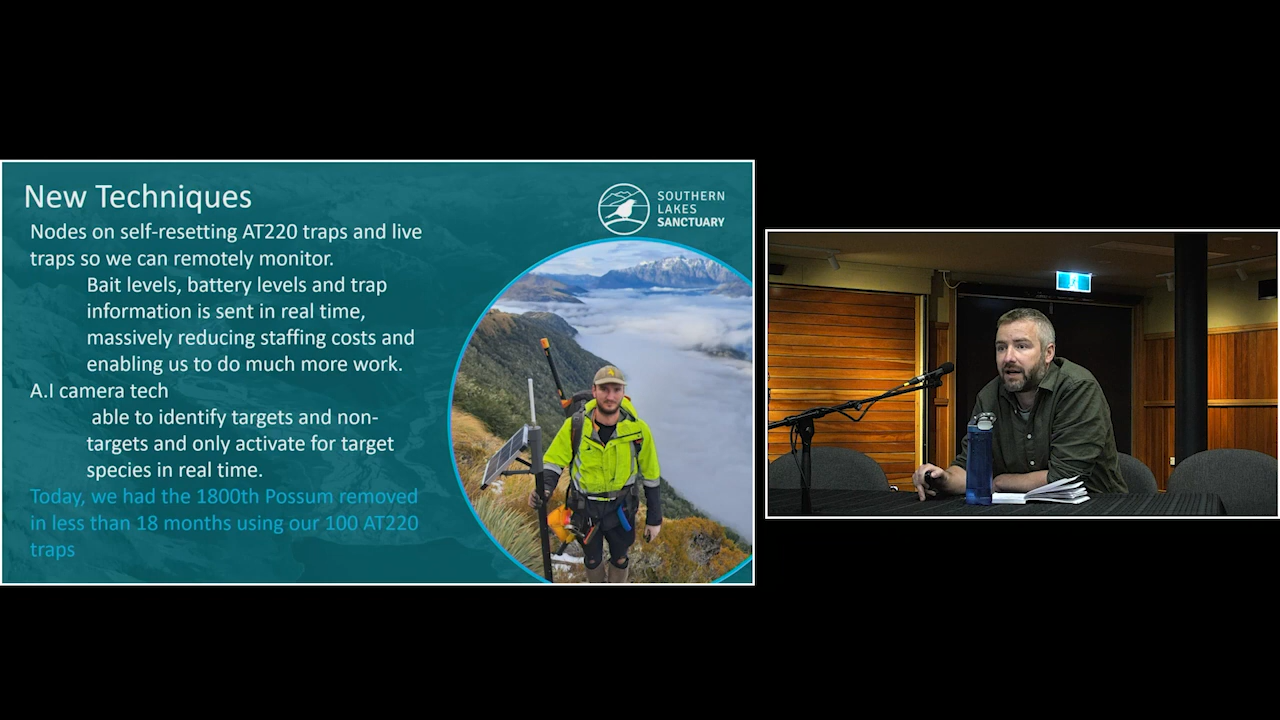 New Techniques
Nodes on self-resetting AT220 traps and live
traps so we can remotely monitor.
Bait levels, battery levels and trap
information is sent in real time,
massively reducing staffing costs and
enabling us to do much more work.
A.I camera tech
able to identify targets and non-
targets and only activate for target
species in real time.
Today, we had the 1800th Possum removed
in less than 18 months using our 100 AT220
traps
SOUTHERN
LAKES
SANCTUARY